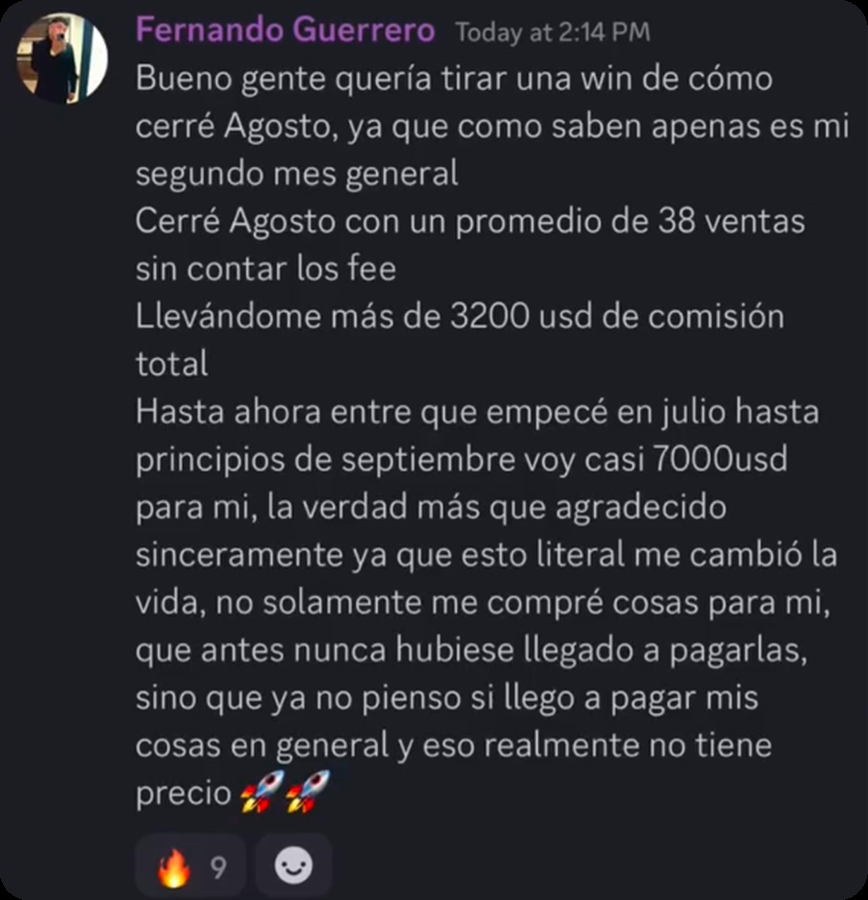 Fernando Guerrero Today at 2:14 PM
Bueno gente quería tirar una win de cómo
cerré Agosto, ya que como saben apenas es mi
segundo mes general
Cerré Agosto con un promedio de 38 ventas
sin contar los fee
Llevándome más de 3200 usd de comisión
total
Hasta ahora entre que empecé en julio hasta
principios de septiembre voy casi 7000usd
para mi, la verdad más que agradecido
sinceramente ya que esto literal me cambió la
vida, no solamente me compré cosas para mi,
que antes nunca hubiese llegado a pagarlas,
sino que ya no pienso si llego a pagar mis
cosas en general y eso realmente no tiene
precio 🚀🚀
🔥 9